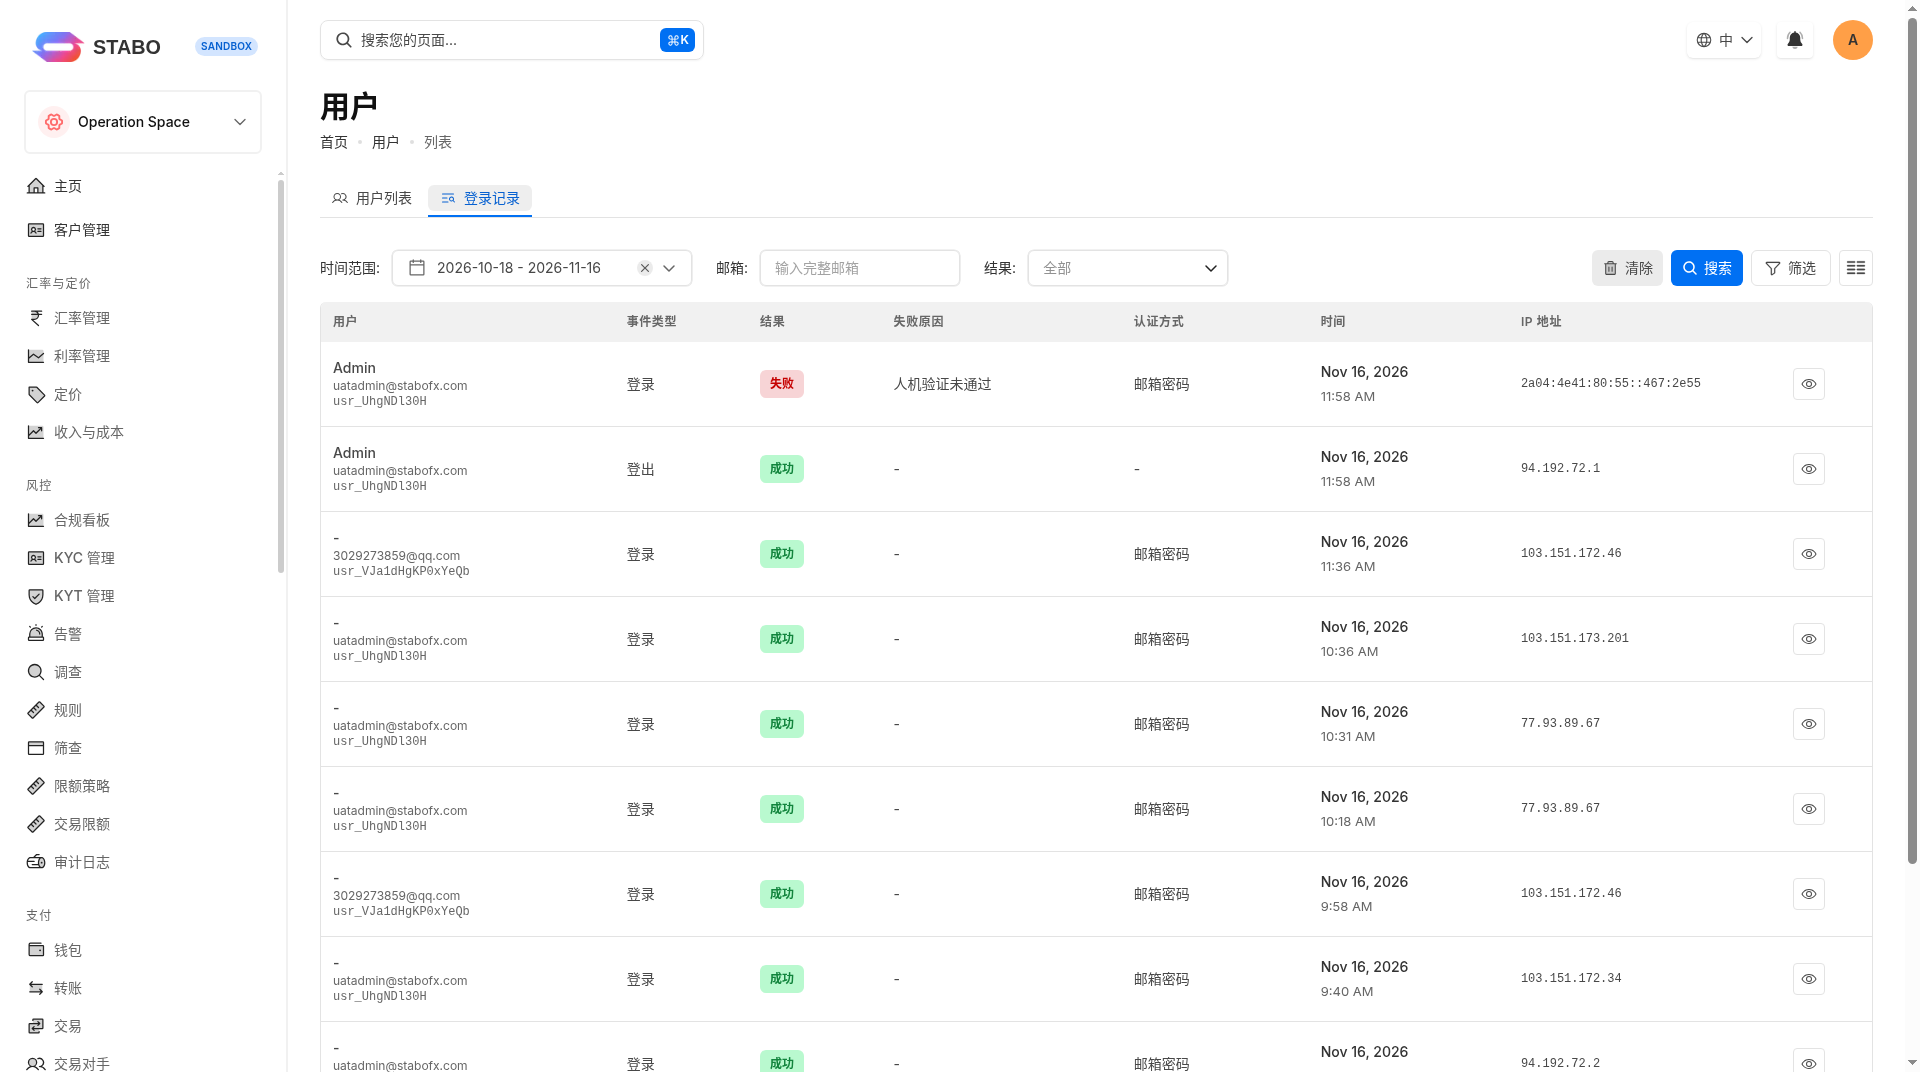 STABO
SANDBOX
搜索您的页面...
⌘K
中
A
Operation Space
主页
客户管理
汇率与定价
汇率管理
利率管理
定价
收入与成本
风控
合规看板
KYC 管理
KYT 管理
告警
调查
规则
筛查
限额策略
交易限额
审计日志
支付
钱包
转账
交易
交易对手
用户
首页 • 用户 • 列表
用户列表 登录记录
时间范围: 2026-10-18 - 2026-11-16 邮箱: 输入完整邮箱 结果: 全部 清除 搜索 筛选
用户 事件类型 结果 失败原因 认证方式 时间 IP 地址
Admin
uatadmin@stabofx.com
usr_UhgNDl30H
登录 失败 人机验证未通过 邮箱密码
Nov 16, 2026
11:58 AM
2a04:4e41:80:55::467:2e55
Admin
uatadmin@stabofx.com
usr_UhgNDl30H
登出 成功 - -
Nov 16, 2026
11:58 AM
94.192.72.1
-
3029273859@qq.com
usr_VJa1dHgKP0xYeQb
登录 成功 - 邮箱密码
Nov 16, 2026
11:36 AM
103.151.172.46
-
uatadmin@stabofx.com
usr_UhgNDl30H
登录 成功 - 邮箱密码
Nov 16, 2026
10:36 AM
103.151.173.201
-
uatadmin@stabofx.com
usr_UhgNDl30H
登录 成功 - 邮箱密码
Nov 16, 2026
10:31 AM
77.93.89.67
-
uatadmin@stabofx.com
usr_UhgNDl30H
登录 成功 - 邮箱密码
Nov 16, 2026
10:18 AM
77.93.89.67
-
3029273859@qq.com
usr_VJa1dHgKP0xYeQb
登录 成功 - 邮箱密码
Nov 16, 2026
9:58 AM
103.151.172.46
-
uatadmin@stabofx.com
usr_UhgNDl30H
登录 成功 - 邮箱密码
Nov 16, 2026
9:40 AM
103.151.172.34
-
uatadmin@stabofx.com
登录 成功 - 邮箱密码
Nov 16, 2026
94.192.72.2